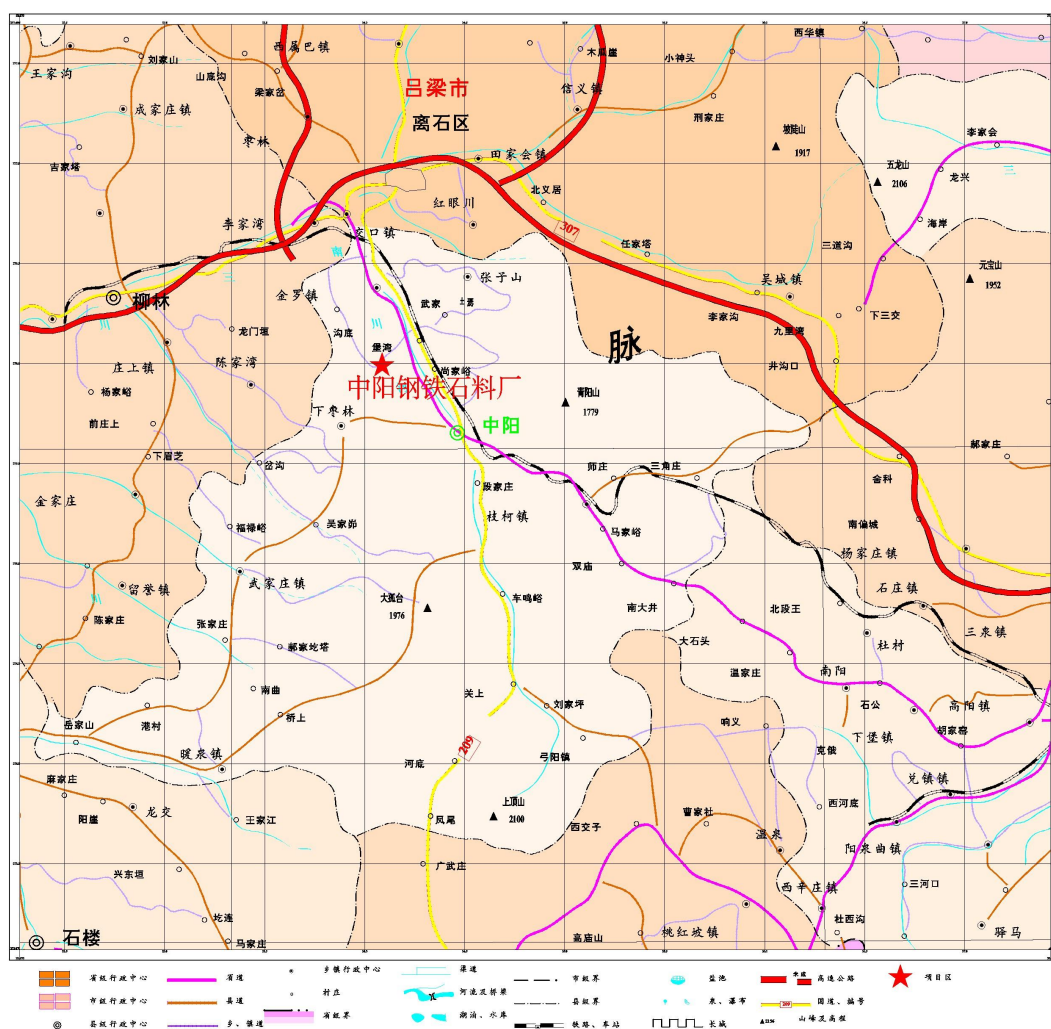 西属巴镇
木瓜崖
西华镇
刘家山
小神头
王家沟
山底沟
梁家岔
吕梁市
信义镇
成家庄镇
离石区
刑家庄
枣林
坡陡山
1917
李家会
吉家塔
田家会镇
五龙山
2106
龙兴
三
北义居
红眼川
李家湾
交口镇
307
海岸
任家塔
三道沟
南
三
张子山
吴城镇
元宝山
1952
柳林
金罗镇
武家
川
川
下三交
龙门垣
沟底
堡湾
脉
李家沟
九里湾
庄上镇
陈家湾
尚家峪
井沟口
中阳钢铁石料厂
杨家峪
青阳山
1779
下枣林
前庄上
中阳
郝家庄
下眉芝
岔沟
师庄
三角庄
金家庄
段家庄
福禄峪
吴家峁
枝柯镇
南偏城
马家峪
杨家庄镇
双庙
武家庄镇
留誉镇
石庄镇
大孤台
1976
车鸣峪
南大井
北段王
陈家庄
张家庄
杜村
三泉镇
郝家圪塔
大石头
温家庄
南阳
南曲
关上
刘家坪
石公
高阳镇
岳家山
港村
桥上
响义
胡家窑
下堡镇
209
克俄
暖泉镇
河底
弓阳镇
麻家庄
兑镇镇
上顶山
2100
西河底
龙交
阳崖
王家江
凤尾
西交子
曹家社
温泉
阳泉曲镇
广武庄
兴东垣
西辛庄镇
三河口
圪连
杜西沟
驿马
石楼
马家庄
高庙山
桃红坡镇
省级行政中心
省道
乡镇行政中心
渠道
市级界
盐池
高速公路
项目区
市级行政中心
县道
村庄
河流及桥梁
县级界
泉、瀑布
209
国道、编号
县级行政中心
乡、镇道
省级界
湖泊、水库
铁路、车站
长城
2156
山峰及高程